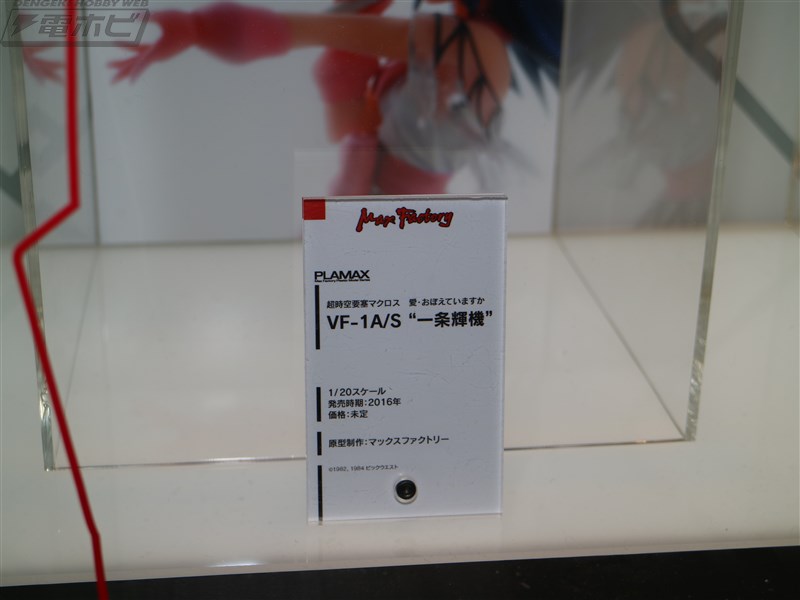 DENGEKI HOBBY WEB
電ホビ
Max Factory
PLAMAX
超時空要塞マクロス 愛・おぼえていますか
VF-1A/S “一条輝機”
1/20スケール
発売時期：2016年
価格：未定
原型制作：マックスファクトリー
©1982, 1984 ビックウエスト